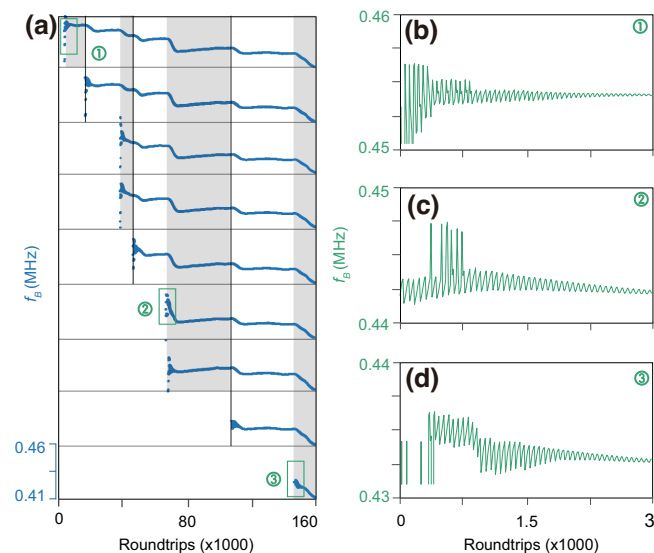 (a)
①
②
③
f_B (MHz)
0.46
0.41
0
80
160
Roundtrips (x1000)
(b)
①
0.46
0.45
(c)
②
0.45
0.44
f_B (MHz)
(d)
③
0.44
0.43
0
1.5
3
Roundtrips (x1000)